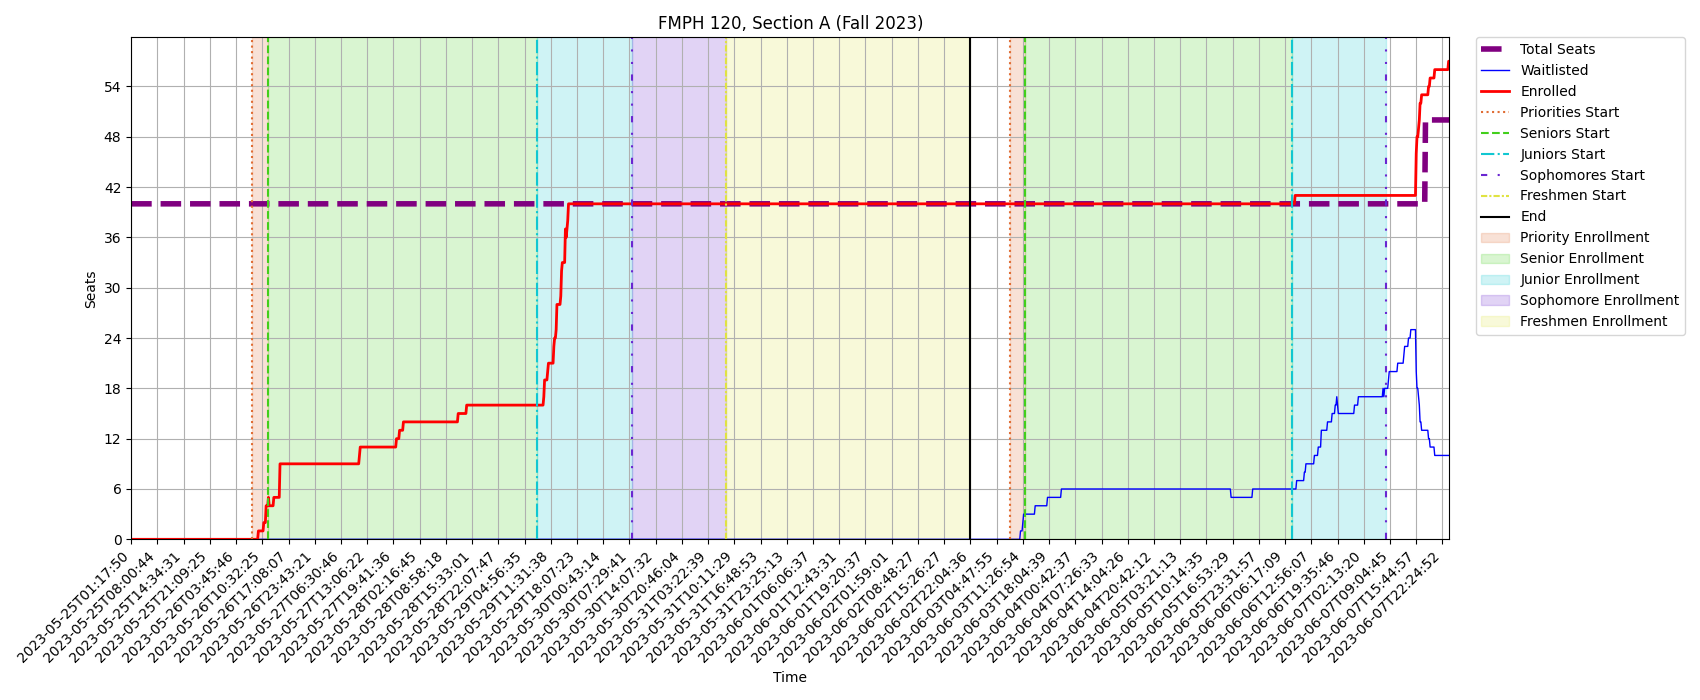 FMPH 120, Section A (Fall 2023)
Seats
54
48
42
36
30
24
18
12
6
0
2023-05-25T01:17:50
2023-05-25T08:00:44
2023-05-25T14:34:31
2023-05-25T21:09:25
2023-05-26T03:45:46
2023-05-26T10:32:25
2023-05-26T17:08:07
2023-05-26T23:43:21
2023-05-27T06:30:46
2023-05-27T13:06:22
2023-05-27T19:41:36
2023-05-28T02:16:45
2023-05-28T08:58:18
2023-05-28T15:33:01
2023-05-28T22:07:47
2023-05-29T04:56:35
2023-05-29T11:31:38
2023-05-29T18:07:23
2023-05-30T00:43:14
2023-05-30T07:29:41
2023-05-30T14:07:32
2023-05-30T20:46:04
2023-05-31T03:22:39
2023-05-31T10:11:29
2023-05-31T16:48:53
2023-05-31T23:25:13
2023-06-01T06:06:37
2023-06-01T12:43:31
2023-06-01T19:20:37
2023-06-02T01:59:01
2023-06-02T08:48:27
2023-06-02T15:26:27
2023-06-02T22:04:36
2023-06-03T04:47:55
2023-06-03T11:26:54
2023-06-03T18:04:39
2023-06-04T00:42:37
2023-06-04T07:26:33
2023-06-04T14:04:26
2023-06-04T20:42:12
2023-06-05T03:21:13
2023-06-05T10:14:35
2023-06-05T16:53:29
2023-06-05T23:31:57
2023-06-06T06:17:09
2023-06-06T12:56:07
2023-06-06T19:35:46
2023-06-07T02:13:20
2023-06-07T09:04:45
2023-06-07T15:44:57
2023-06-07T22:24:52
Time
Total Seats
Waitlisted
Enrolled
Priorities Start
Seniors Start
Juniors Start
Sophomores Start
Freshmen Start
End
Priority Enrollment
Senior Enrollment
Junior Enrollment
Sophomore Enrollment
Freshmen Enrollment